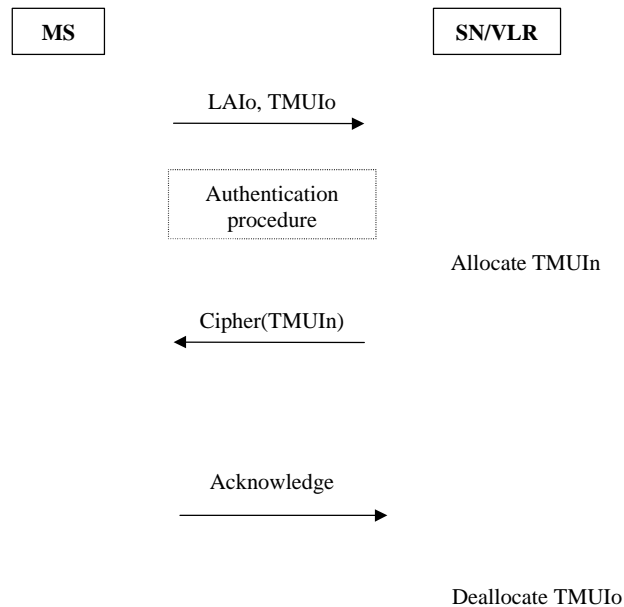 MS
SN/VLR
LAIo, TMUIo
Authentication
procedure
Allocate TMUIn
Cipher(TMUIn)
Acknowledge
Deallocate TMUIo